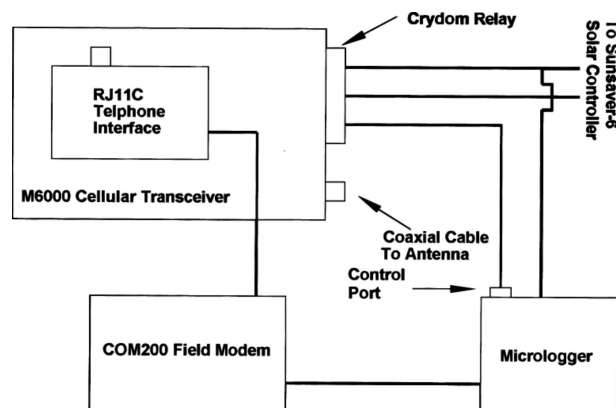 Crydom Relay
To Sunsaver-6
Solar Controller
RJ11C
Telphone
Interface
M6000 Cellular Transceiver
Coaxial Cable
To Antenna
Control
Port
COM200 Field Modem
Micrologger